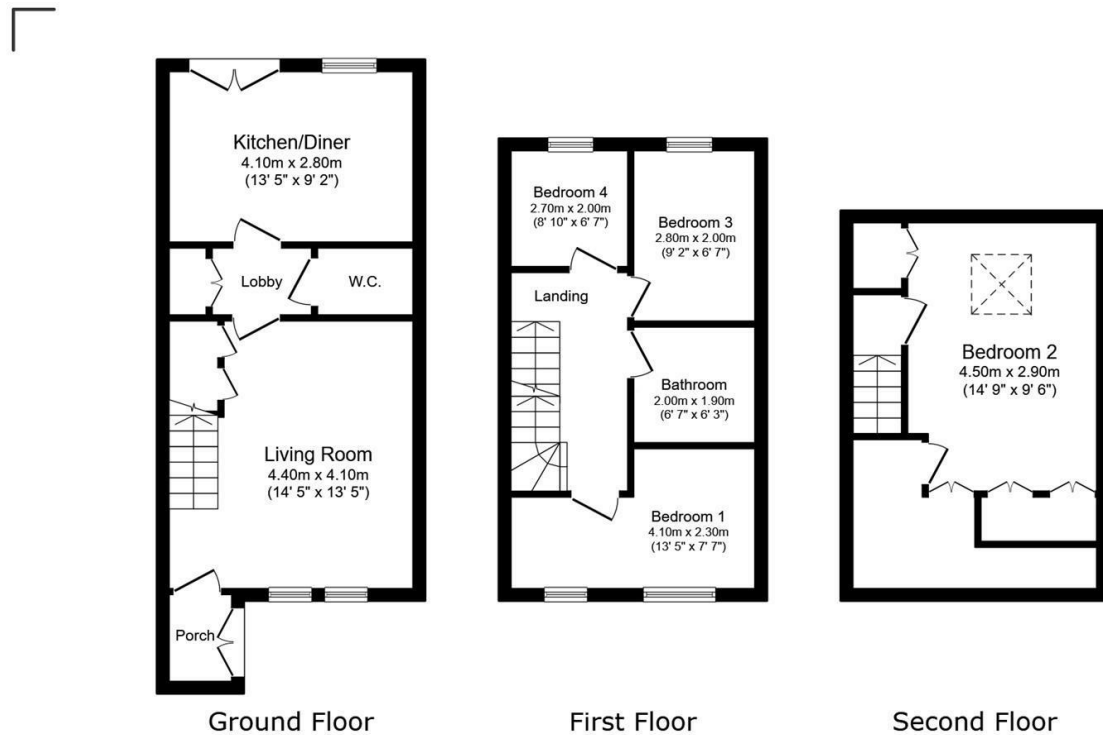 Kitchen/Diner
4.10m x 2.80m
(13' 5" x 9' 2")
Lobby
W.C.
Living Room
4.40m x 4.10m
(14' 5" x 13' 5")
Porch
Ground Floor
Bedroom 4
2.70m x 2.00m
(8' 10" x 6' 7")
Bedroom 3
2.80m x 2.00m
(9' 2" x 6' 7")
Landing
Bathroom
2.00m x 1.90m
(6' 7" x 6' 3")
Bedroom 1
4.10m x 2.30m
(13' 5" x 7' 7")
First Floor
Bedroom 2
4.50m x 2.90m
(14' 9" x 9' 6")
Second Floor